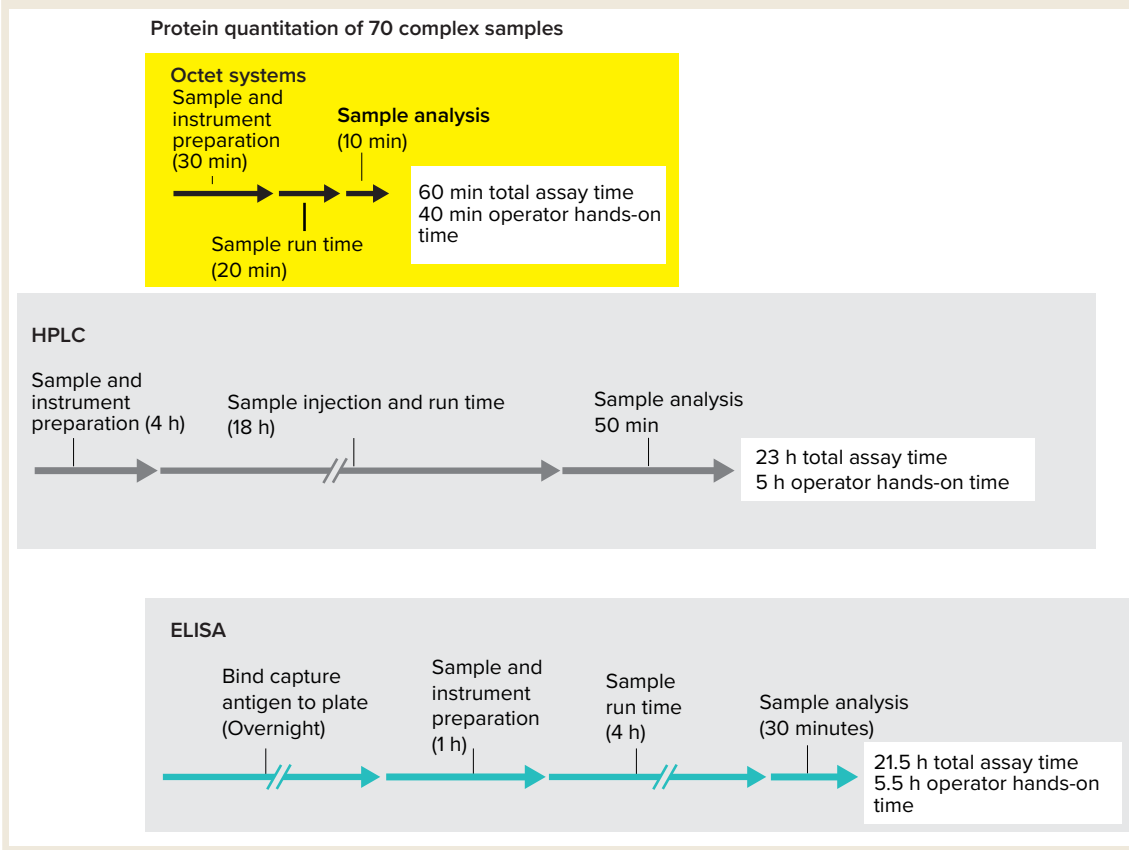 Protein quantitation of 70 complex samples
Octet systems
Sample and
instrument
preparation
(30 min)
Sample analysis
(10 min)
Sample run time
(20 min)
60 min total assay time
40 min operator hands-on
time
HPLC
Sample and
instrument
preparation (4 h)
Sample injection and run time
(18 h)
Sample analysis
50 min
23 h total assay time
5 h operator hands-on time
ELISA
Bind capture
antigen to plate
(Overnight)
Sample and
instrument
preparation
(1 h)
Sample
run time
(4 h)
Sample analysis
(30 minutes)
21.5 h total assay time
5.5 h operator hands-on
time